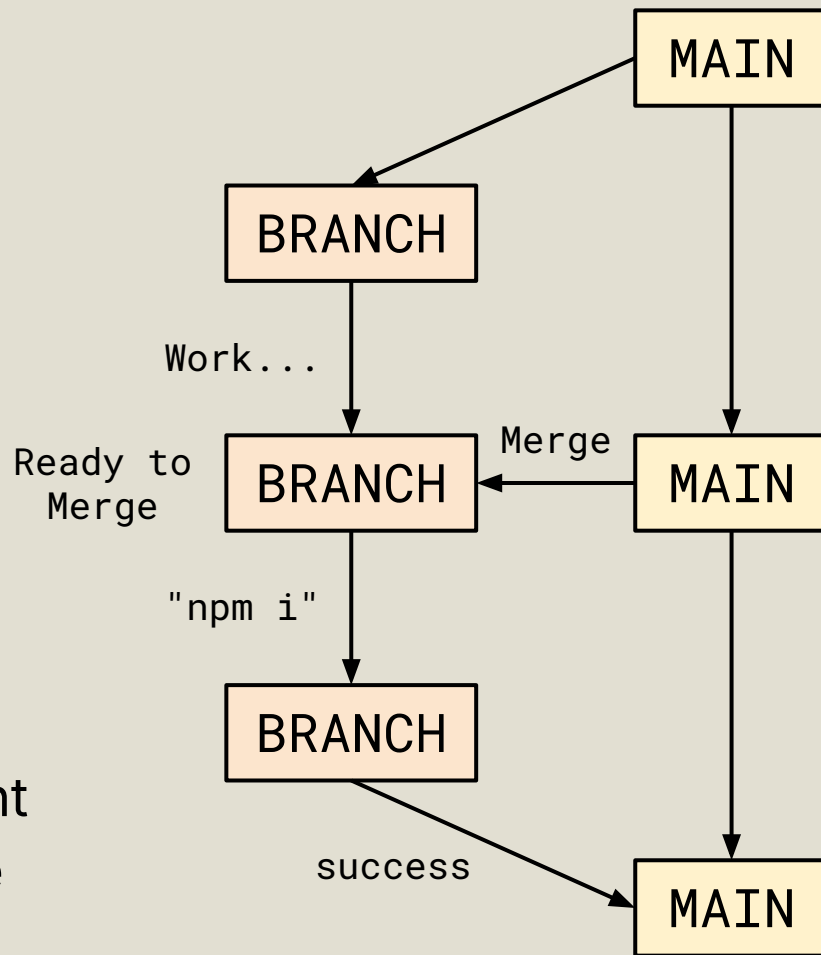 MAIN
BRANCH
Work...
Merge
Ready to
Merge
BRANCH
MAIN
"npm i"
BRANCH
success
MAIN